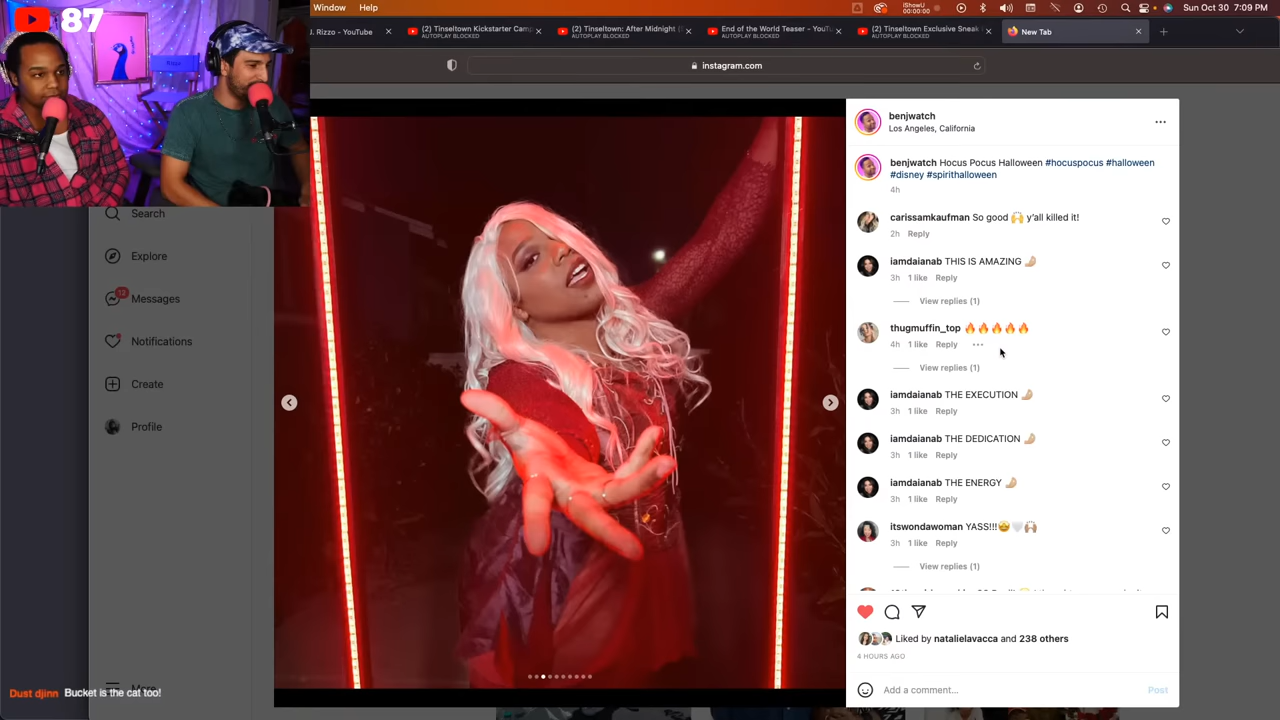 87
Window
Help
Sun Oct 30 7:09 PM
J. Rizzo - YouTube
(2) Tinseltown Kickstarter Cam
AUTOPLAY BLOCKED
(2) Tinseltown: After Midnight (
AUTOPLAY BLOCKED
End of the World Teaser - YouTu
AUTOPLAY BLOCKED
(2) Tinseltown Exclusive Sneak
AUTOPLAY BLOCKED
New Tab
instagram.com
Search
Explore
13
Messages
Notifications
Create
Profile
Dust djinn Bucket is the cat too!
benjwatch
Los Angeles, California
benjwatch Hocus Pocus Halloween #hocuspocus #halloween
#disney #spirithalloween
4h
carissamkaufman So good 🙌 y'all killed it!
2h Reply
iamdaianab THIS IS AMAZING 🤌🏼
3h 1 like Reply
View replies (1)
thugmuffin_top 🔥🔥🔥🔥🔥
4h 1 like Reply
View replies (1)
iamdaianab THE EXECUTION 🤌🏼
3h 1 like Reply
iamdaianab THE DEDICATION 🤌🏼
3h 1 like Reply
iamdaianab THE ENERGY 🤌🏼
3h 1 like Reply
itswondawoman YASS!!!🤩🤍🙌🏽
3h 1 like Reply
View replies (1)
Liked by natalielavacca and 238 others
4 HOURS AGO
Add a comment...
Post